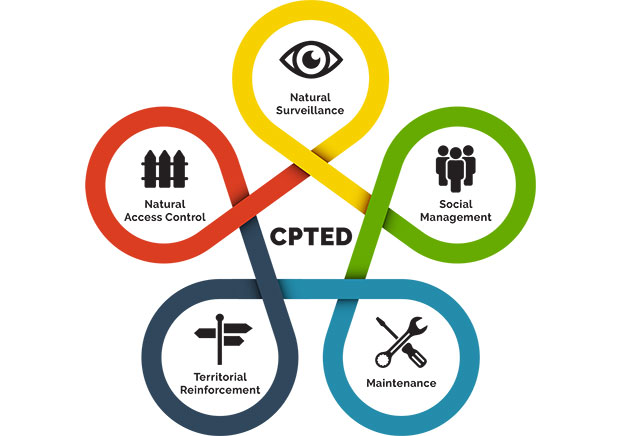 Natural
Surveillance
Natural
Access Control
Social
Management
CPTED
Territorial
Reinforcement
Maintenance